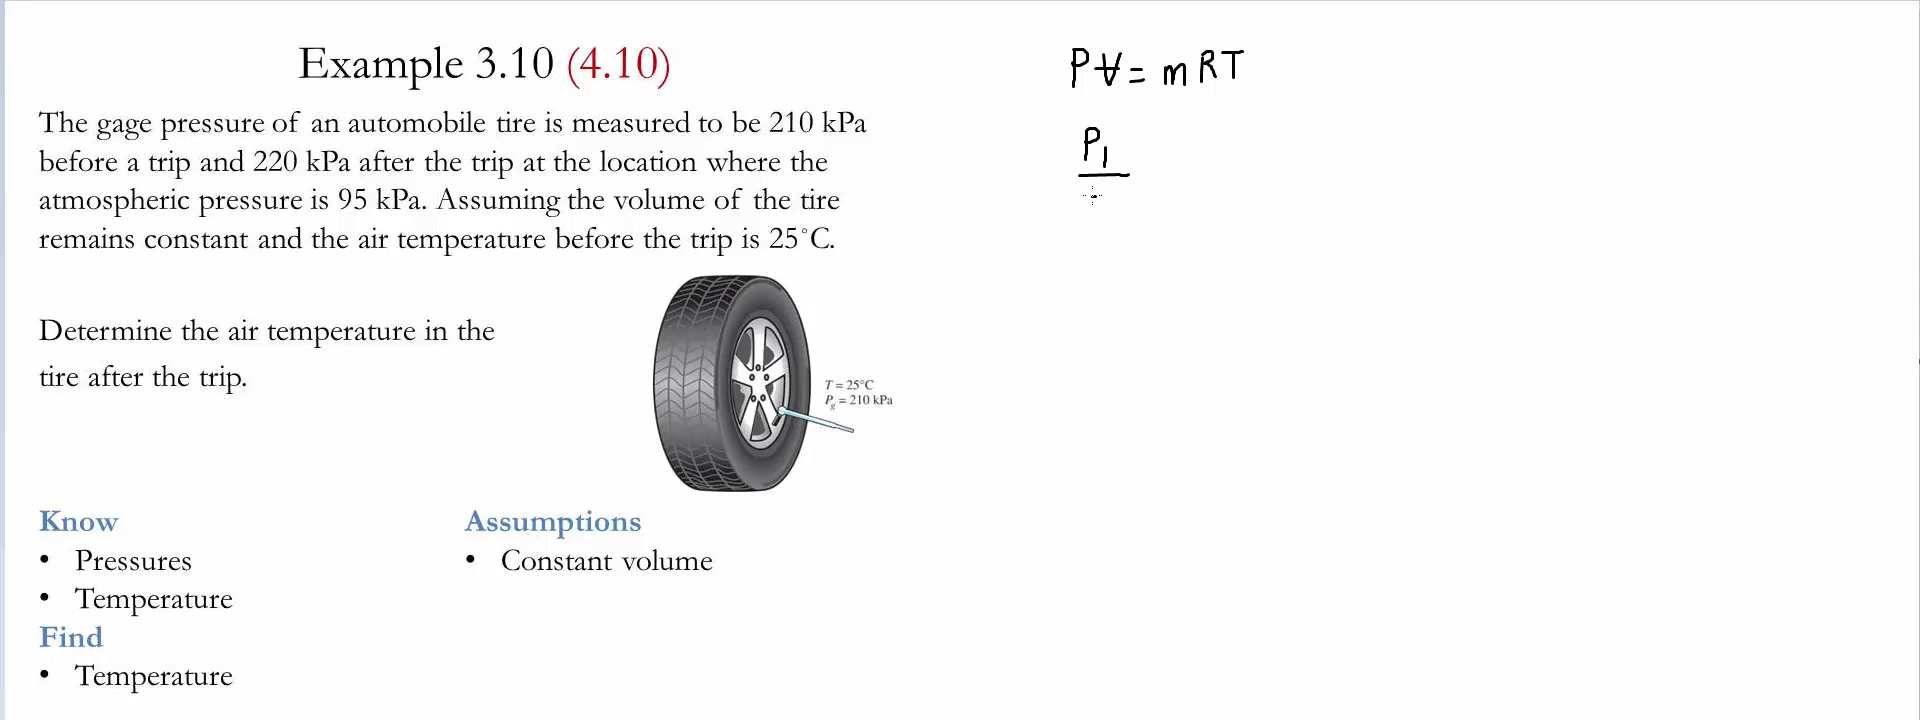 Example 3.10 (4.10)
The gage pressure of an automobile tire is measured to be 210 kPa
before a trip and 220 kPa after the trip at the location where the
atmospheric pressure is 95 kPa. Assuming the volume of the tire
remains constant and the air temperature before the trip is 25°C.
Determine the air temperature in the
tire after the trip.
T = 25°C
Pg = 210 kPa
Know
• Pressures
• Temperature
Find
• Temperature
Assumptions
• Constant volume
PV = mRT
P1